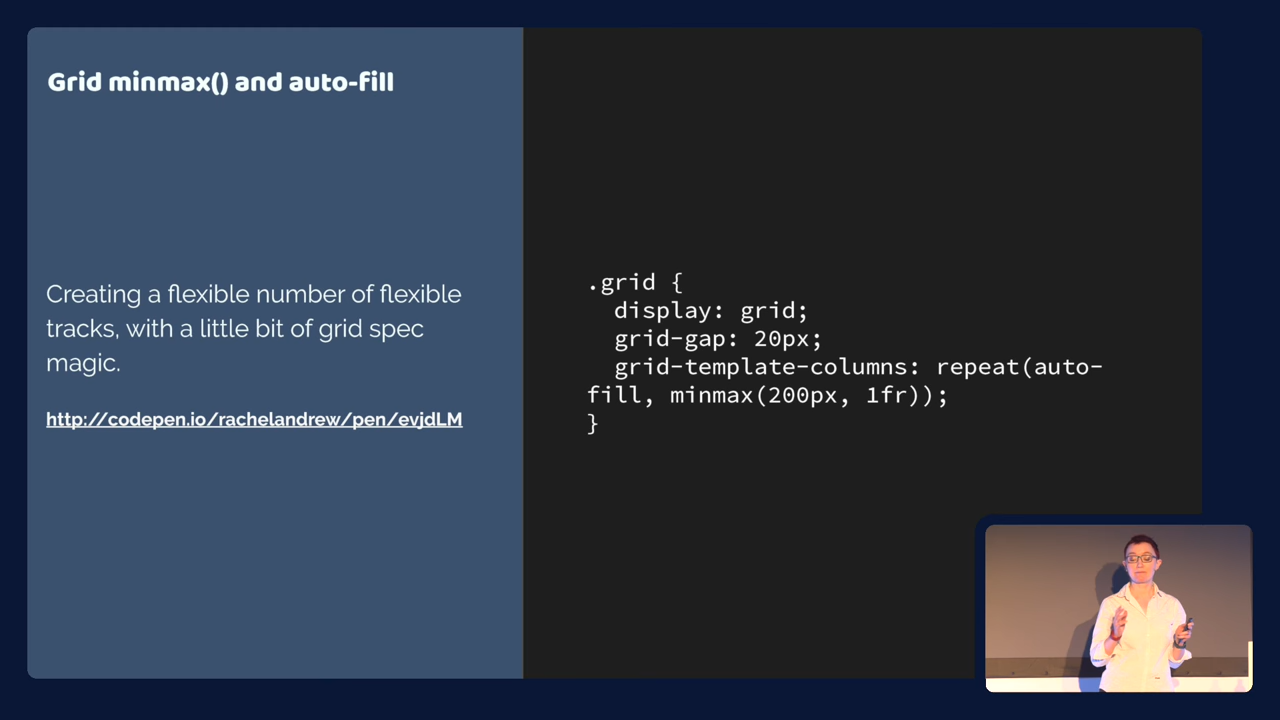 Grid minmax() and auto-fill
Creating a flexible number of flexible
tracks, with a little bit of grid spec
magic.
http://codepen.io/rachelandrew/pen/evjdLM
.grid {
  display: grid;
  grid-gap: 20px;
  grid-template-columns: repeat(auto-
fill, minmax(200px, 1fr));
}